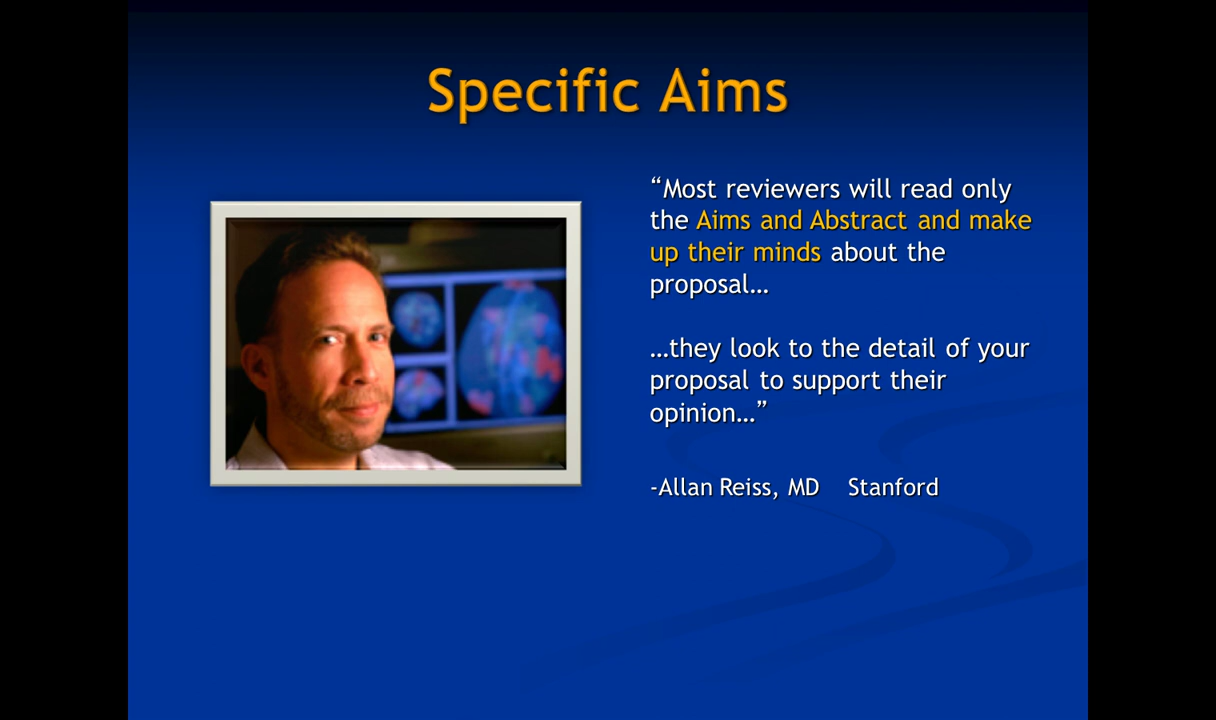 Specific Aims
“Most reviewers will read only
the Aims and Abstract and make
up their minds about the
proposal…
…they look to the detail of your
proposal to support their
opinion…”
-Allan Reiss, MD Stanford